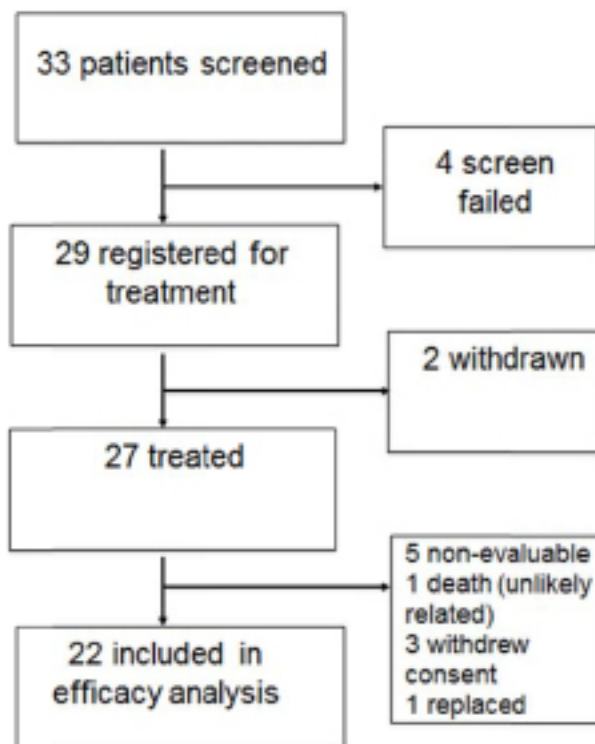 33 patients screened
4 screen
failed
29 registered for
treatment
2 withdrawn
27 treated
5 non-evaluable
1 death (unlikely
related)
3 withdrew
consent
1 replaced
22 included in
efficacy analysis